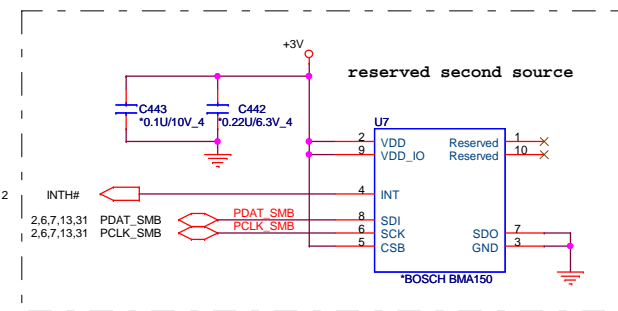 +3V
reserved second source
C443
*0.1U/10V_4
C442
*0.22U/6.3V_4
U7
2 VDD Reserved 1
9 VDD_IO Reserved 10
2 INTH# 4 INT
2,6,7,13,31 PDAT_SMB PDAT_SMB 8 SDI
2,6,7,13,31 PCLK_SMB PCLK_SMB 6 SCK SDO 7
5 CSB GND 3
*BOSCH BMA150